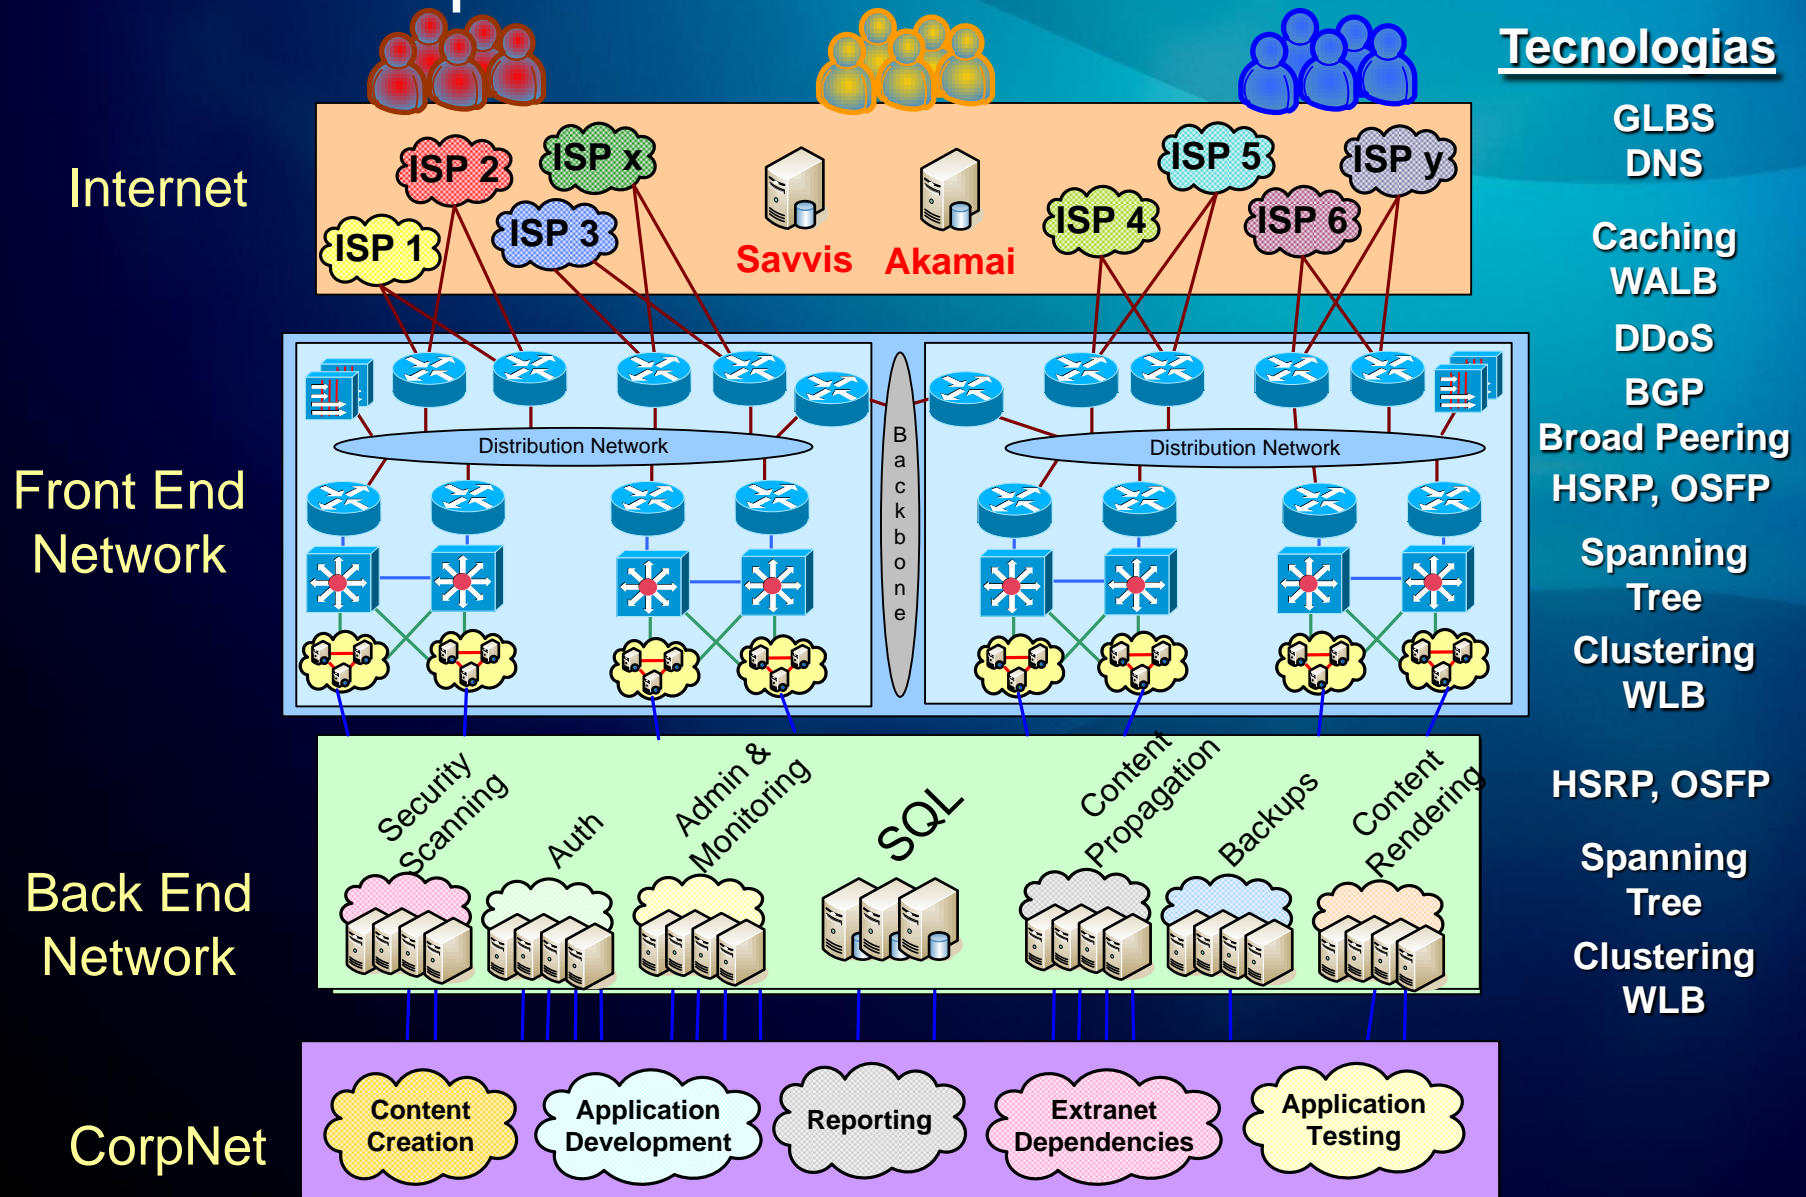 Tecnologias
GLBS
DNS
Caching
WALB
DDoS
BGP
Broad Peering
HSRP, OSFP
Spanning
Tree
Clustering
WLB
HSRP, OSFP
Spanning
Tree
Clustering
WLB
Internet
ISP 1
ISP 2
ISP 3
ISP x
Savvis
Akamai
ISP 4
ISP 5
ISP 6
ISP y
Front End
Network
Distribution Network
Backbone
Distribution Network
Back End
Network
Security
Scanning
Auth
Admin &
Monitoring
SQL
Content
Propagation
Backups
Content
Rendering
CorpNet
Content
Creation
Application
Development
Reporting
Extranet
Dependencies
Application
Testing